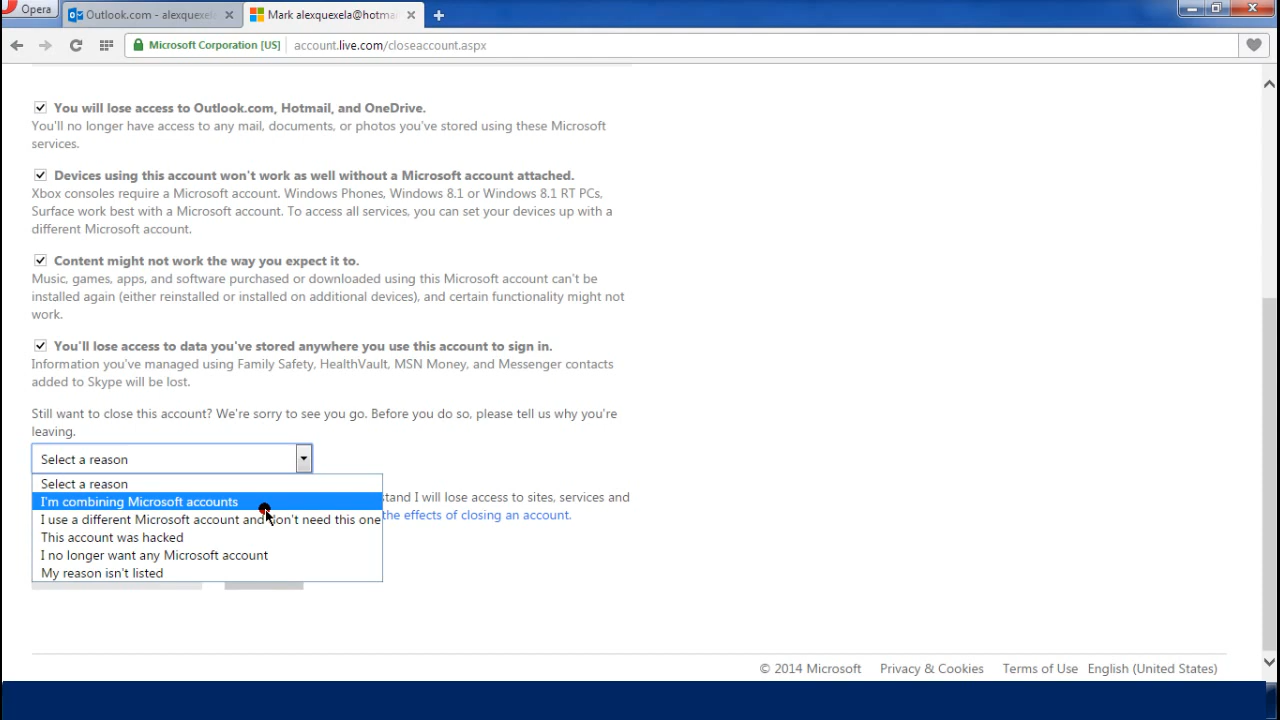 Opera
Outlook.com - alexquexela
Mark alexquexela@hotma
Microsoft Corporation [US]
account.live.com/closeaccount.aspx
You will lose access to Outlook.com, Hotmail, and OneDrive.
You'll no longer have access to any mail, documents, or photos you've stored using these Microsoft
services.
Devices using this account won't work as well without a Microsoft account attached.
Xbox consoles require a Microsoft account. Windows Phones, Windows 8.1 or Windows 8.1 RT PCs,
Surface work best with a Microsoft account. To access all services, you can set your devices up with a
different Microsoft account.
Content might not work the way you expect it to.
Music, games, apps, and software purchased or downloaded using this Microsoft account can't be
installed again (either reinstalled or installed on additional devices), and certain functionality might not
work.
You'll lose access to data you've stored anywhere you use this account to sign in.
Information you've managed using Family Safety, HealthVault, MSN Money, and Messenger contacts
added to Skype will be lost.
Still want to close this account? We're sorry to see you go. Before you do so, please tell us why you're
leaving.
Select a reason
Select a reason
I'm combining Microsoft accounts
stand I will lose access to sites, services and
I use a different Microsoft account and don't need this one
the effects of closing an account.
This account was hacked
I no longer want any Microsoft account
My reason isn't listed
© 2014 Microsoft Privacy & Cookies Terms of Use English (United States)